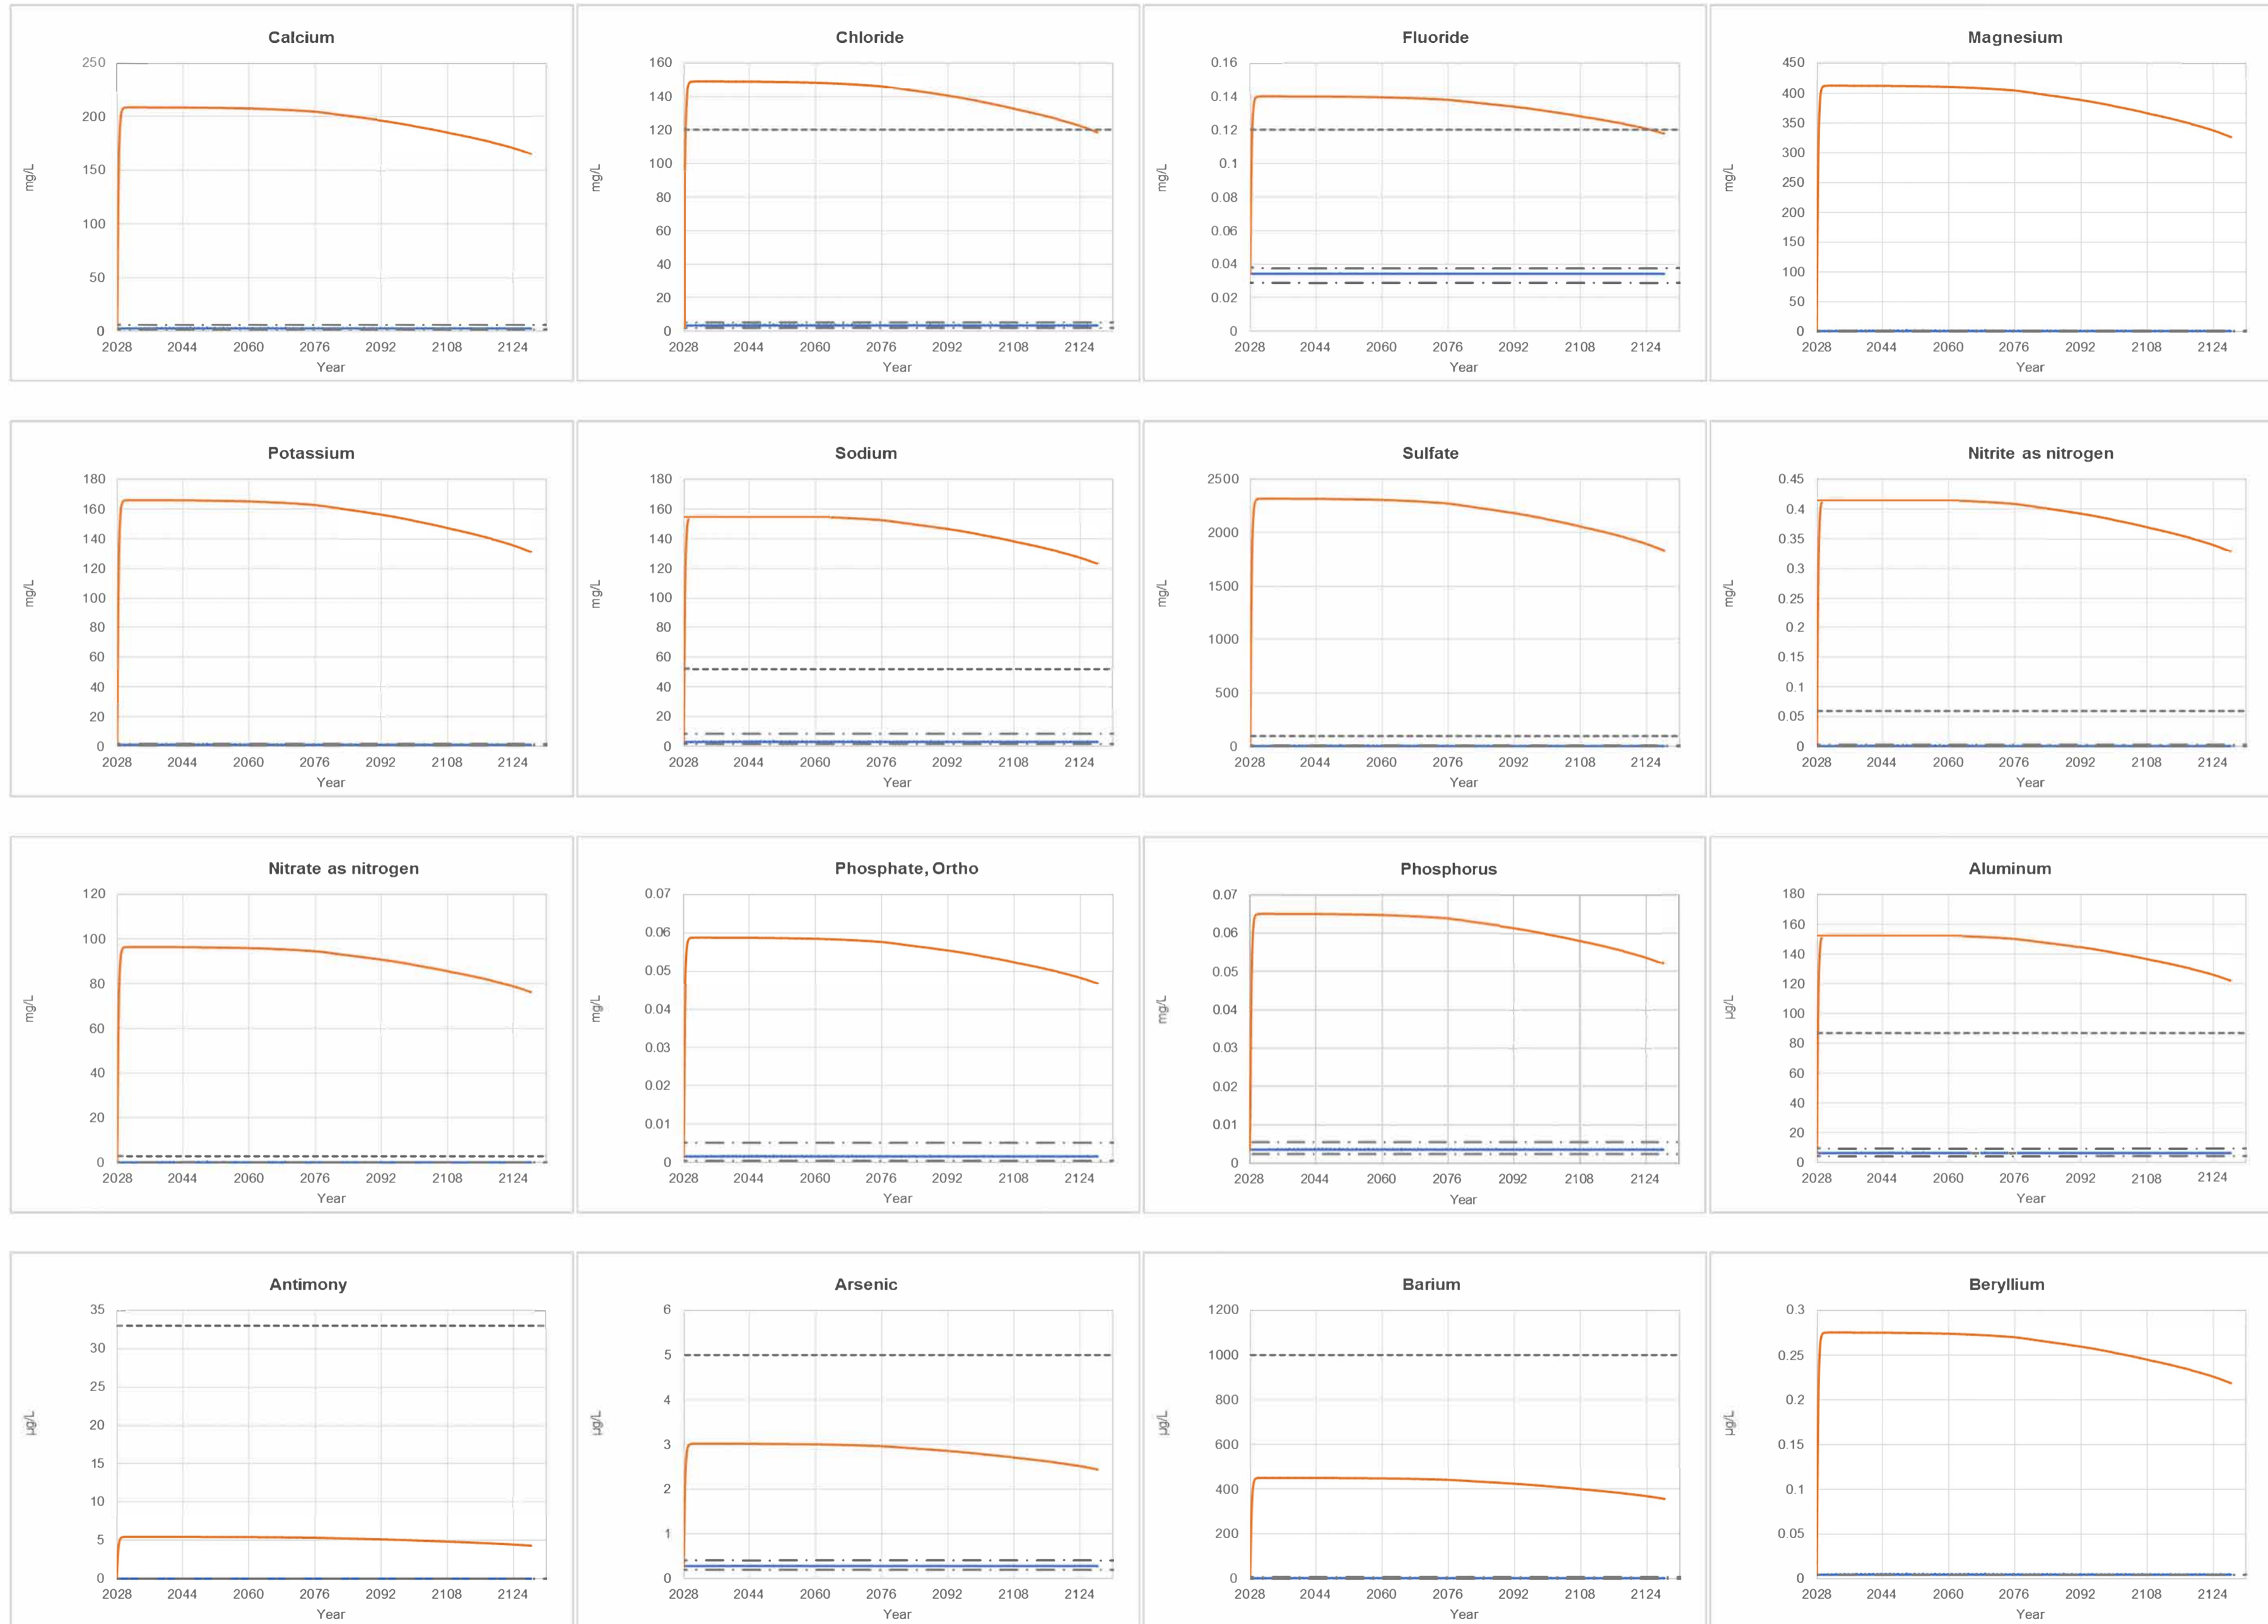 Calcium
250
200
150
100
50
0
mg/L
2028 2044 2060 2076 2092 2108 2124
Year
Chloride
160
140
120
100
80
60
40
20
0
mg/L
2028 2044 2060 2076 2092 2108 2124
Year
Fluoride
0.16
0.14
0.12
0.1
0.08
0.06
0.04
0.02
0
mg/L
2028 2044 2060 2076 2092 2108 2124
Year
Magnesium
450
400
350
300
250
200
150
100
50
0
mg/L
2028 2044 2060 2076 2092 2108 2124
Year
Potassium
180
160
140
120
100
80
60
40
20
0
mg/L
2028 2044 2060 2076 2092 2108 2124
Year
Sodium
180
160
140
120
100
80
60
40
20
0
mg/L
2028 2044 2060 2076 2092 2108 2124
Year
Sulfate
2500
2000
1500
1000
500
0
mg/L
2028 2044 2060 2076 2092 2108 2124
Year
Nitrite as nitrogen
0.45
0.4
0.35
0.3
0.25
0.2
0.15
0.1
0.05
0
mg/L
2028 2044 2060 2076 2092 2108 2124
Year
Nitrate as nitrogen
120
100
80
60
40
20
0
mg/L
2028 2044 2060 2076 2092 2108 2124
Year
Phosphate, Ortho
0.07
0.06
0.05
0.04
0.03
0.02
0.01
0
mg/L
2028 2044 2060 2076 2092 2108 2124
Year
Phosphorus
0.07
0.06
0.05
0.04
0.03
0.02
0.01
0
mg/L
2028 2044 2060 2076 2092 2108 2124
Year
Aluminum
180
160
140
120
100
80
60
40
20
0
µg/L
2028 2044 2060 2076 2092 2108 2124
Year
Antimony
35
30
25
20
15
10
5
0
µg/L
2028 2044 2060 2076 2092 2108 2124
Year
Arsenic
6
5
4
3
2
1
0
µg/L
2028 2044 2060 2076 2092 2108 2124
Year
Barium
1200
1000
800
600
400
200
0
µg/L
2028 2044 2060 2076 2092 2108 2124
Year
Beryllium
0.3
0.25
0.2
0.15
0.1
0.05
0
µg/L
2028 2044 2060 2076 2092 2108 2124
Year